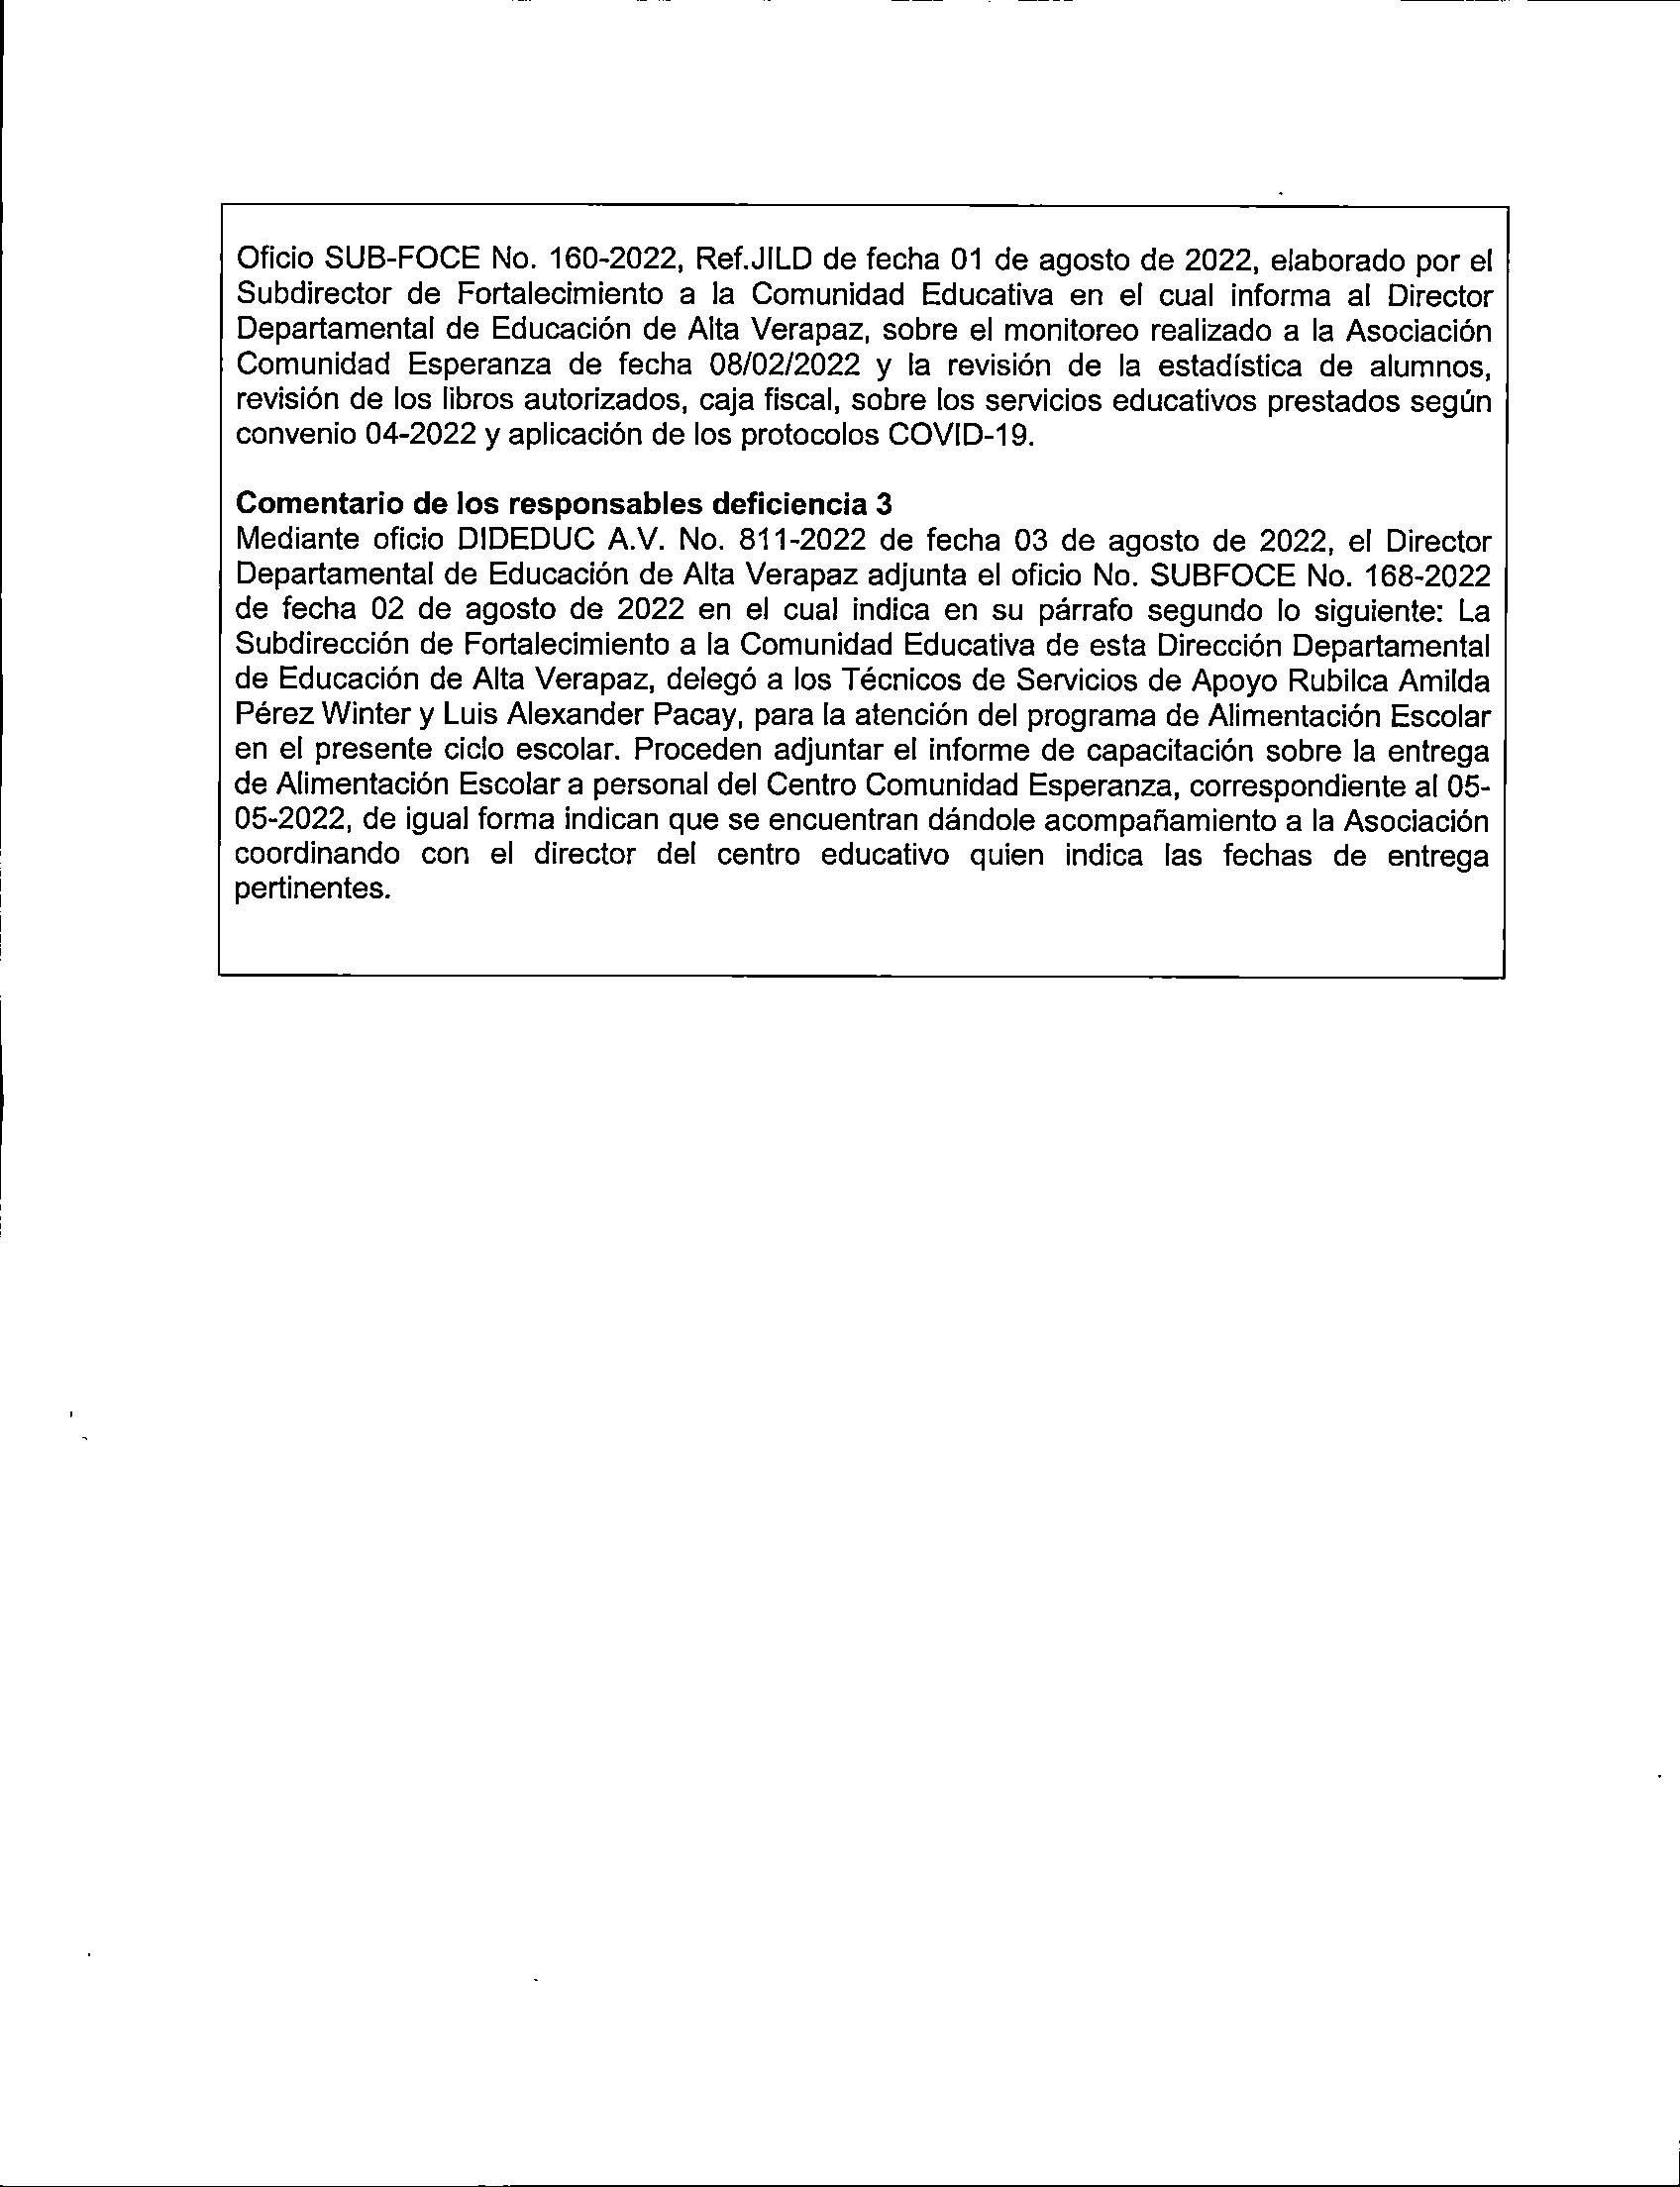 Oficio SUB-FOCE No. 160-2022, Ref.JILD de fecha 01 de agosto de 2022, elaborado por el
Subdirector de Fortalecimiento a la Comunidad Educativa en el cual informa al Director
Departamental de Educación de Alta Verapaz, sobre el monitoreo realizado a la Asociación
Comunidad Esperanza de fecha 08/02/2022 y la revisión de la estadística de alumnos,
revisión de los libros autorizados, caja fiscal, sobre los servicios educativos prestados según
convenio 04-2022 y aplicación de los protocolos COVID-19.
Comentario de los responsables deficiencia 3
Mediante oficio DIDEDUC A.V. No. 811-2022 de fecha 03 de agosto de 2022, el Director
Departamental de Educación de Alta Verapaz adjunta el oficio No. SUBFOCE No. 168-2022
de fecha 02 de agosto de 2022 en el cual indica en su párrafo segundo lo siguiente: La
Subdirección de Fortalecimiento a la Comunidad Educativa de esta Dirección Departamental
de Educación de Alta Verapaz, delegó a los Técnicos de Servicios de Apoyo Rubilca Amilda
Pérez Winter y Luis Alexander Pacay, para la atención del programa de Alimentación Escolar
en el presente ciclo escolar. Proceden adjuntar el informe de capacitación sobre la entrega
de Alimentación Escolar a personal del Centro Comunidad Esperanza, correspondiente al 05-
05-2022, de igual forma indican que se encuentran dándole acompañamiento a la Asociación
coordinando con el director del centro educativo quien indica las fechas de entrega
pertinentes.